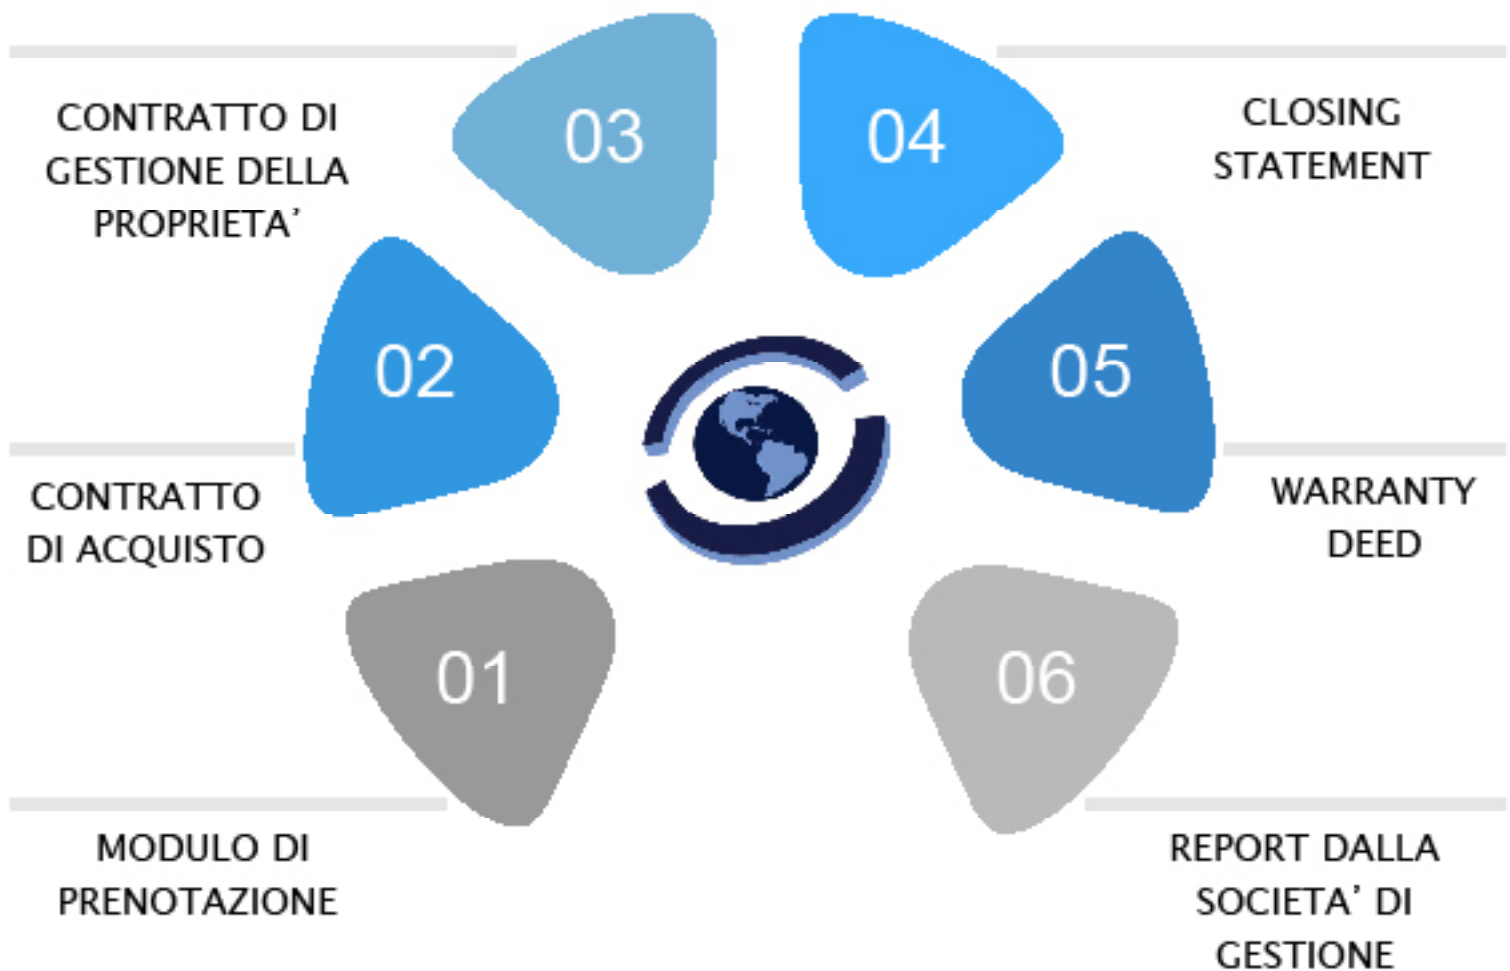 01
MODULO DI
PRENOTAZIONE
02
CONTRATTO
DI ACQUISTO
03
CONTRATTO DI
GESTIONE DELLA
PROPRIETA’
04
CLOSING
STATEMENT
05
WARRANTY
DEED
06
REPORT DALLA
SOCIETA’ DI
GESTIONE